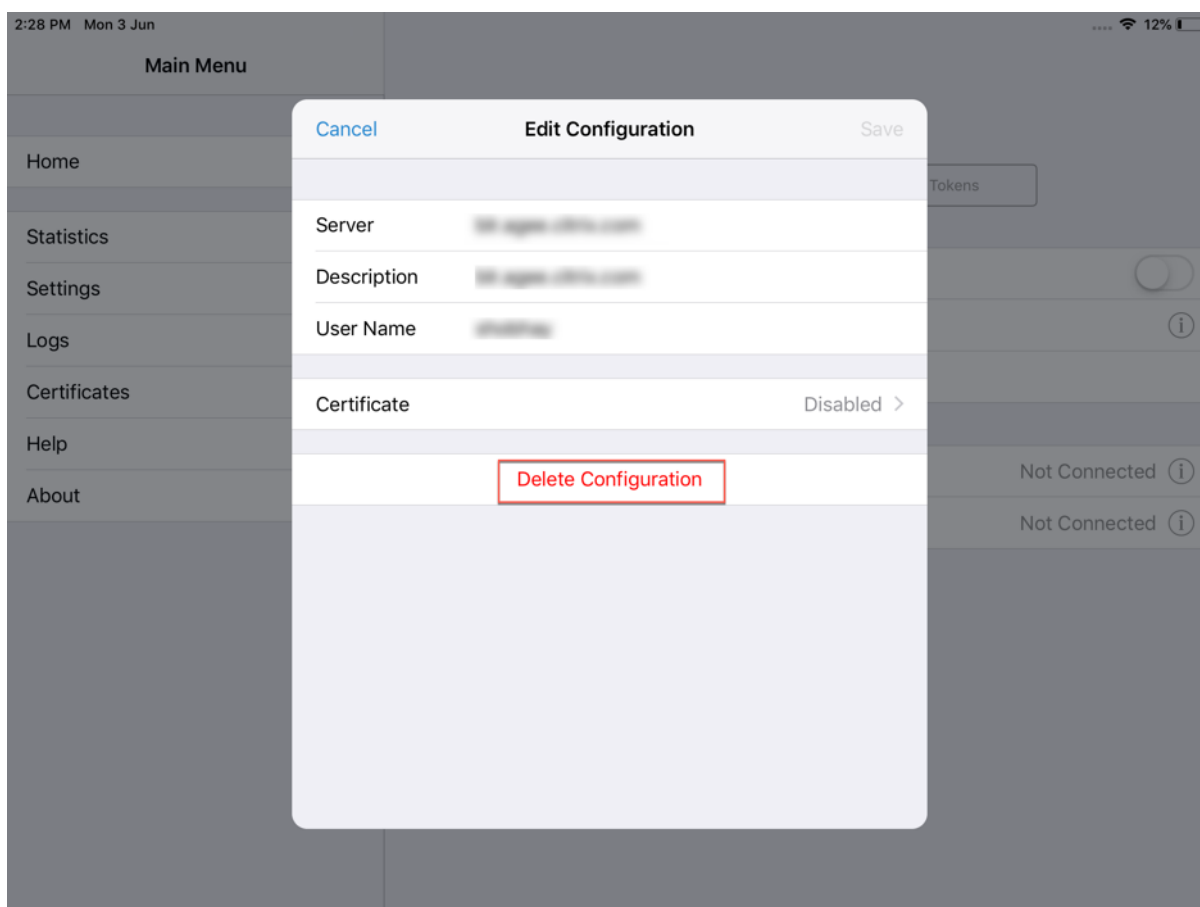 2:28 PM Mon 3 Jun
12%
Main Menu
Home
Statistics
Settings
Logs
Certificates
Help
About
Cancel Edit Configuration Save
Server
Description
User Name
Certificate Disabled
Delete Configuration
Tokens
Not Connected
Not Connected